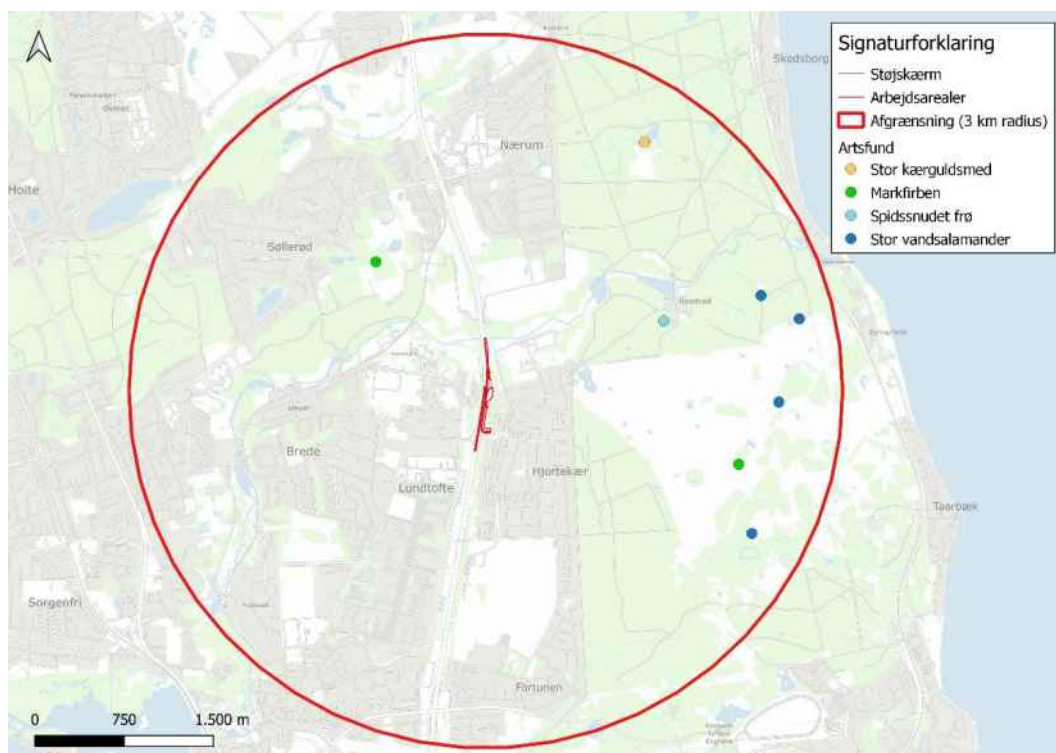 Signaturforklaring
Støjskærm
Arbejdsarealer
Afgrænsning (3 km radius)
Artsfund
Stor kærguldsmed
Markfirben
Spidssnudet frø
Stor vandsalamander
Skodsborg
Nærum
Holte
Søllerød
Raadvad
Brede
Hjortekær
Lundtofte
Taarbæk
Sorgenfri
Fortunen
0 750 1.500 m